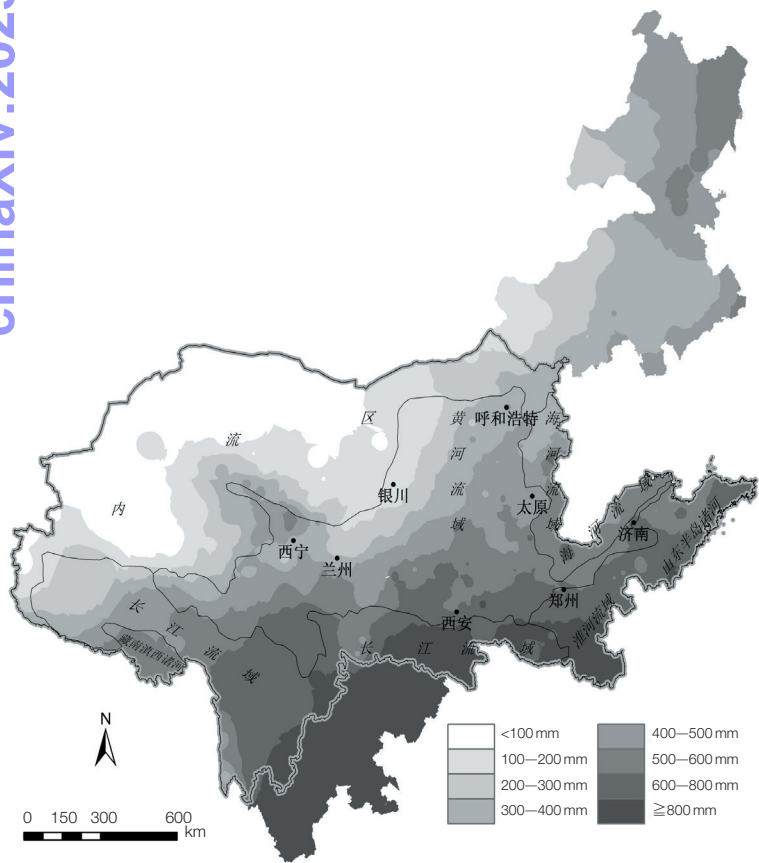 chinaXiv:202
呼和浩特
银川
太原
西宁
兰州
济南
郑州
西安
内
流
区
黄
河
流
域
海
河
流
域
海
河
流
域
山东半岛诸河
淮河流域
长
江
流
域
长
江
流
域
藏南滇西诸河
N
0 150 300 600
km
<100 mm
100—200 mm
200—300 mm
300—400 mm
400—500 mm
500—600 mm
600—800 mm
≧800 mm